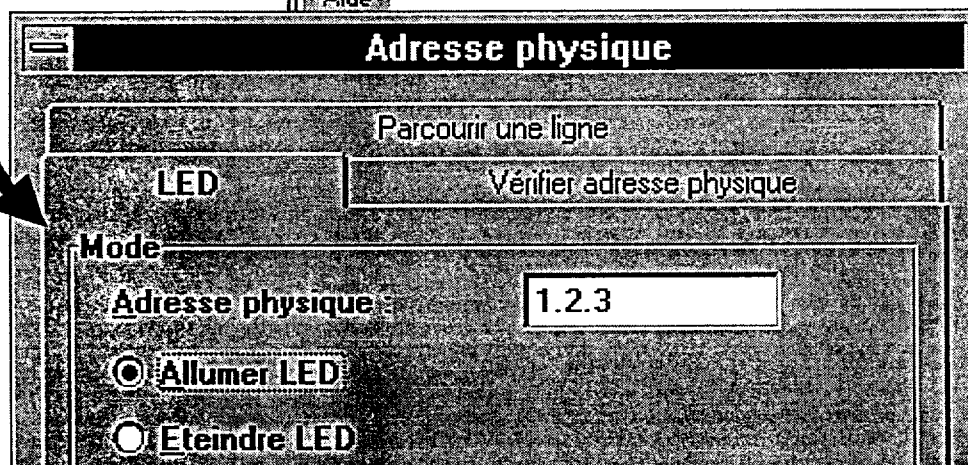 Aide
Adresse physique
Parcourir une ligne
LED
Vérifier adresse physique
Mode
Adresse physique :
1.2.3
Allumer LED
Eteindre LED